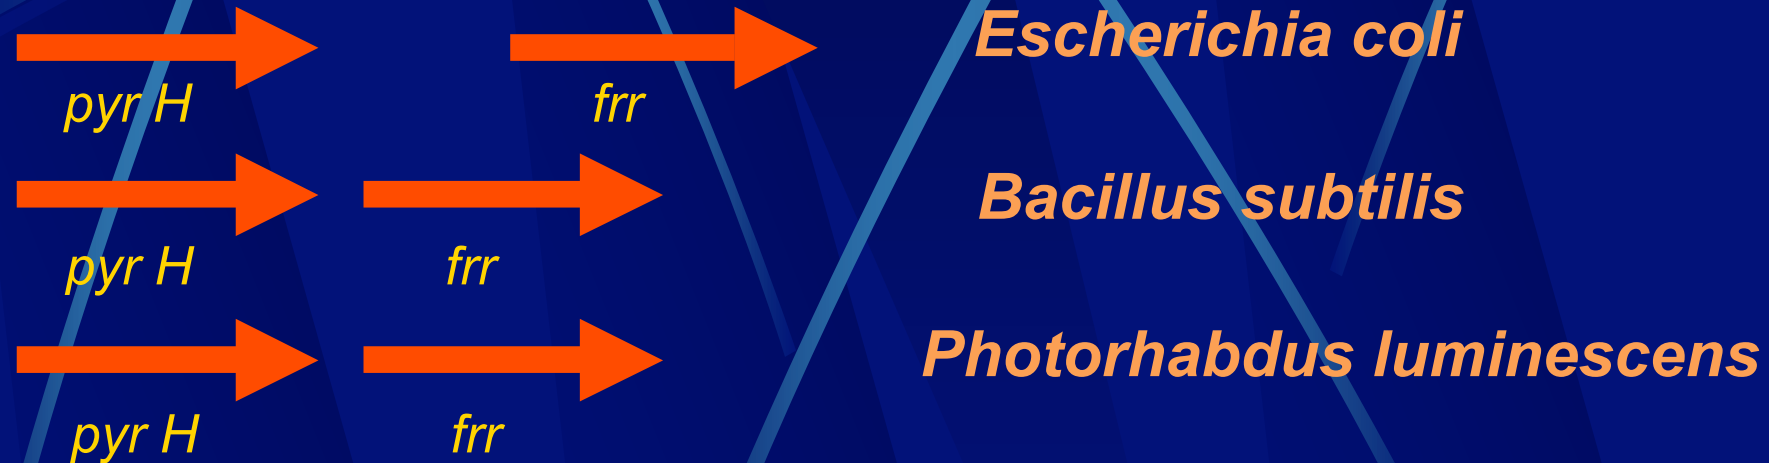 Escherichia coli
pyr H frr
Bacillus subtilis
pyr H frr
Photorhabdus luminescens
pyr H frr